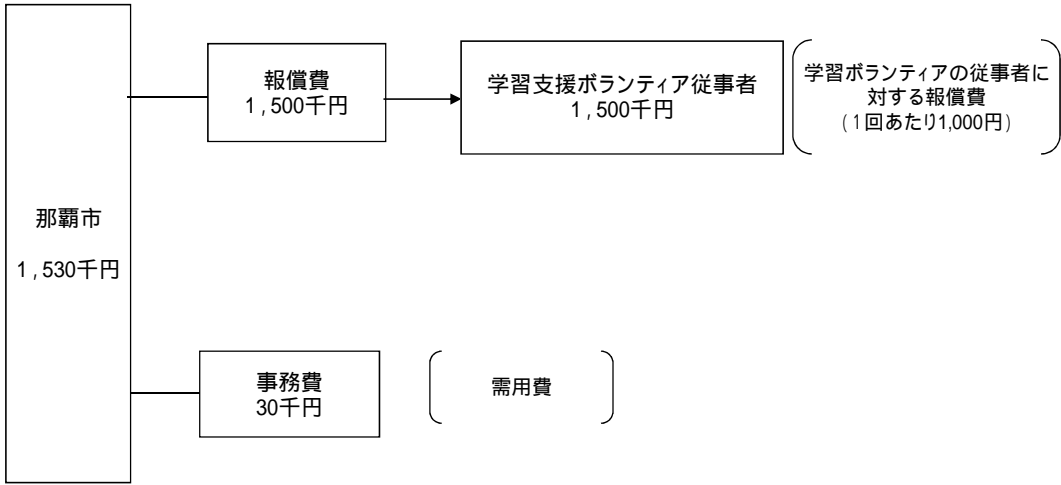 那覇市
1,530千円
報償費
1,500千円
学習支援ボランティア従事者
1,500千円
学習ボランティアの従事者に
対する報償費
(1回あたり1,000円)
事務費
30千円
需用費